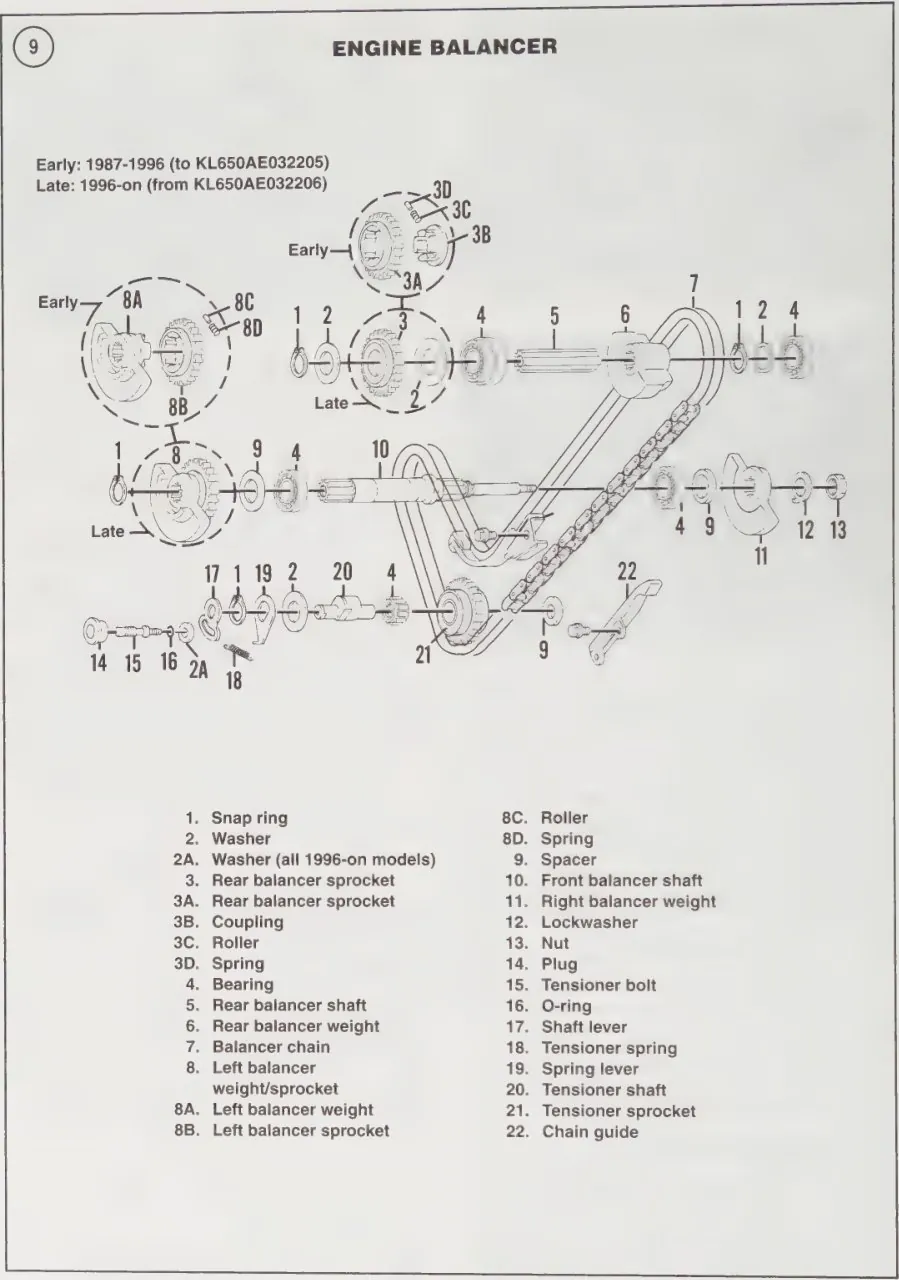 9
ENGINE BALANCER
Early: 1987-1996 (to KL650AE032205)
Late: 1996-on (from KL650AE032206)
3D
3C
3B
Early
3A
Early
8A
8C
8D
8B
1 2 3 4 5 6 7 1 2 4
Late
2
1 8 9 4 10
Late
4 9 11 12 13
17 1 19 2 20 4 22
14 15 16 2A 18 21 9
1. Snap ring
2. Washer
2A. Washer (all 1996-on models)
3. Rear balancer sprocket
3A. Rear balancer sprocket
3B. Coupling
3C. Roller
3D. Spring
4. Bearing
5. Rear balancer shaft
6. Rear balancer weight
7. Balancer chain
8. Left balancer
weight/sprocket
8A. Left balancer weight
8B. Left balancer sprocket
8C. Roller
8D. Spring
9. Spacer
10. Front balancer shaft
11. Right balancer weight
12. Lockwasher
13. Nut
14. Plug
15. Tensioner bolt
16. O-ring
17. Shaft lever
18. Tensioner spring
19. Spring lever
20. Tensioner shaft
21. Tensioner sprocket
22. Chain guide